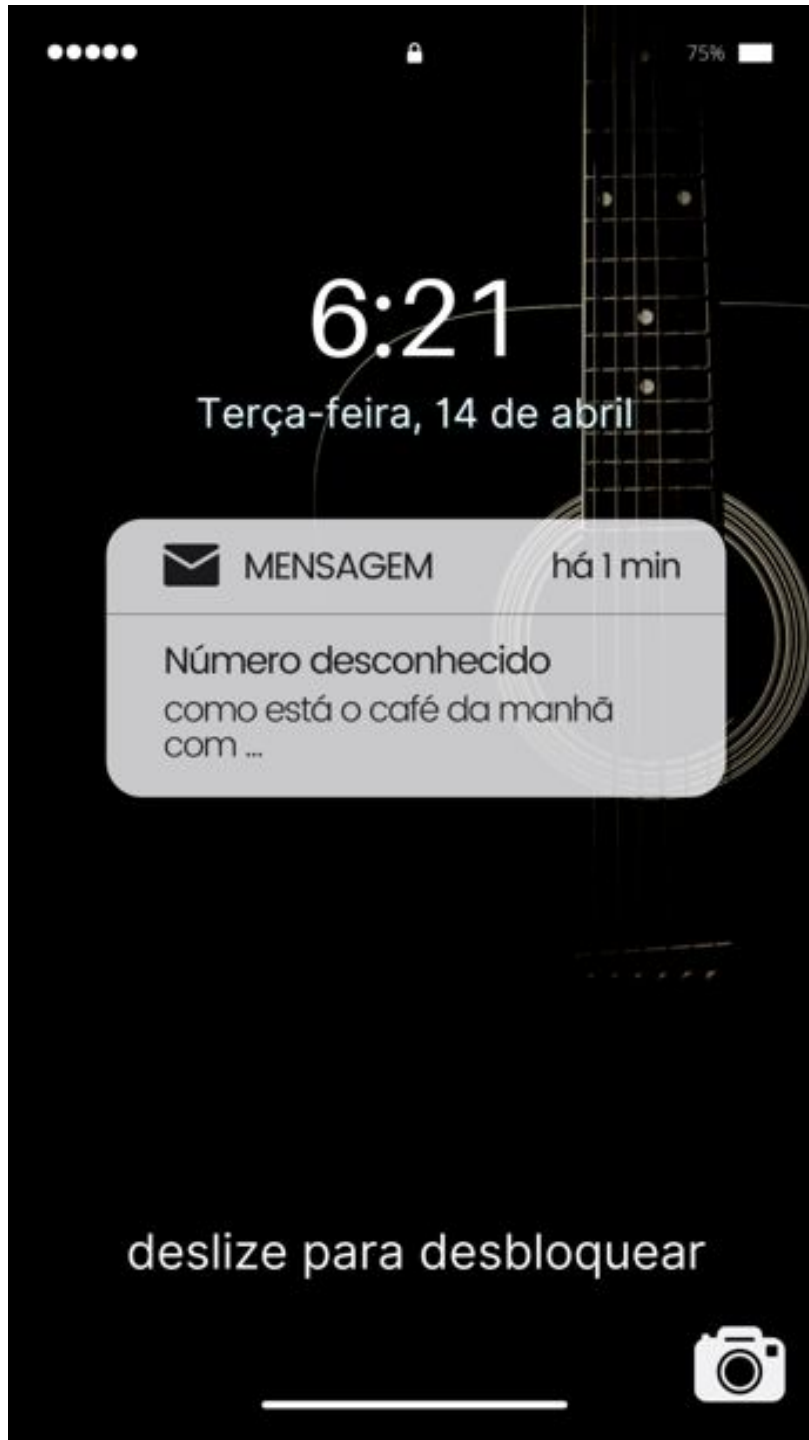 75%
6:21
Terça-feira, 14 de abril
MENSAGEM há 1 min
Número desconhecido
como está o café da manhã
com ...
deslize para desbloquear